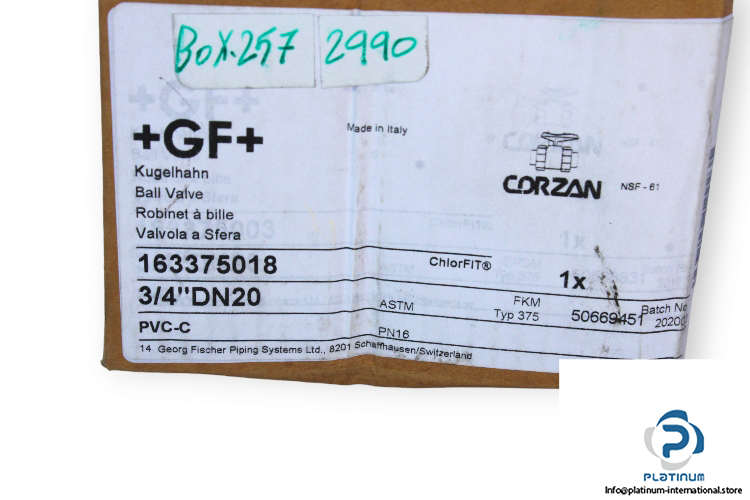 BOX.257 2990
+GF+
Made in Italy
Kugelhahn
Ball Valve
Robinet à bille
Valvola a Sfera
CORZAN NSF - 61
163375018 ChlorFIT® 1x
3/4"DN20 ASTM FKM Typ 375 50669451 Batch No
PVC-C PN16
14 Georg Fischer Piping Systems Ltd., 8201 Schaffhausen/Switzerland
PLATINUM
Info@platinum-international.store